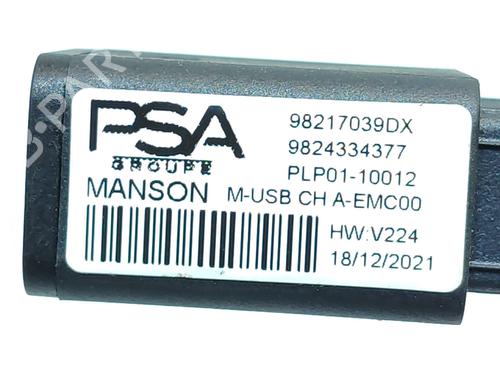 PSA
GROUPE
98217039DX
9824334377
PLP01-10012
MANSON M-USB CH A-EMC00
HW:V224
18/12/2021